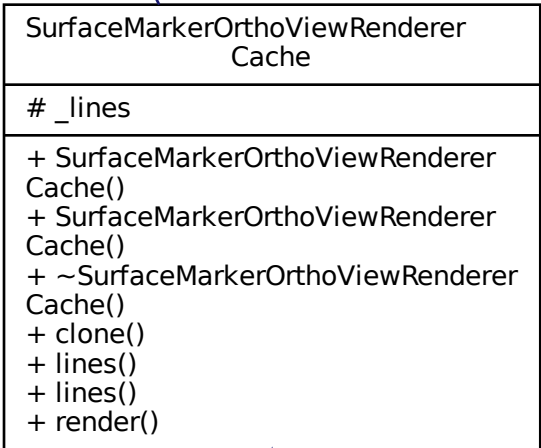 SurfaceMarkerOrthoViewRenderer
Cache
# _lines
+ SurfaceMarkerOrthoViewRenderer
Cache()
+ SurfaceMarkerOrthoViewRenderer
Cache()
+ ~SurfaceMarkerOrthoViewRenderer
Cache()
+ clone()
+ lines()
+ lines()
+ render()